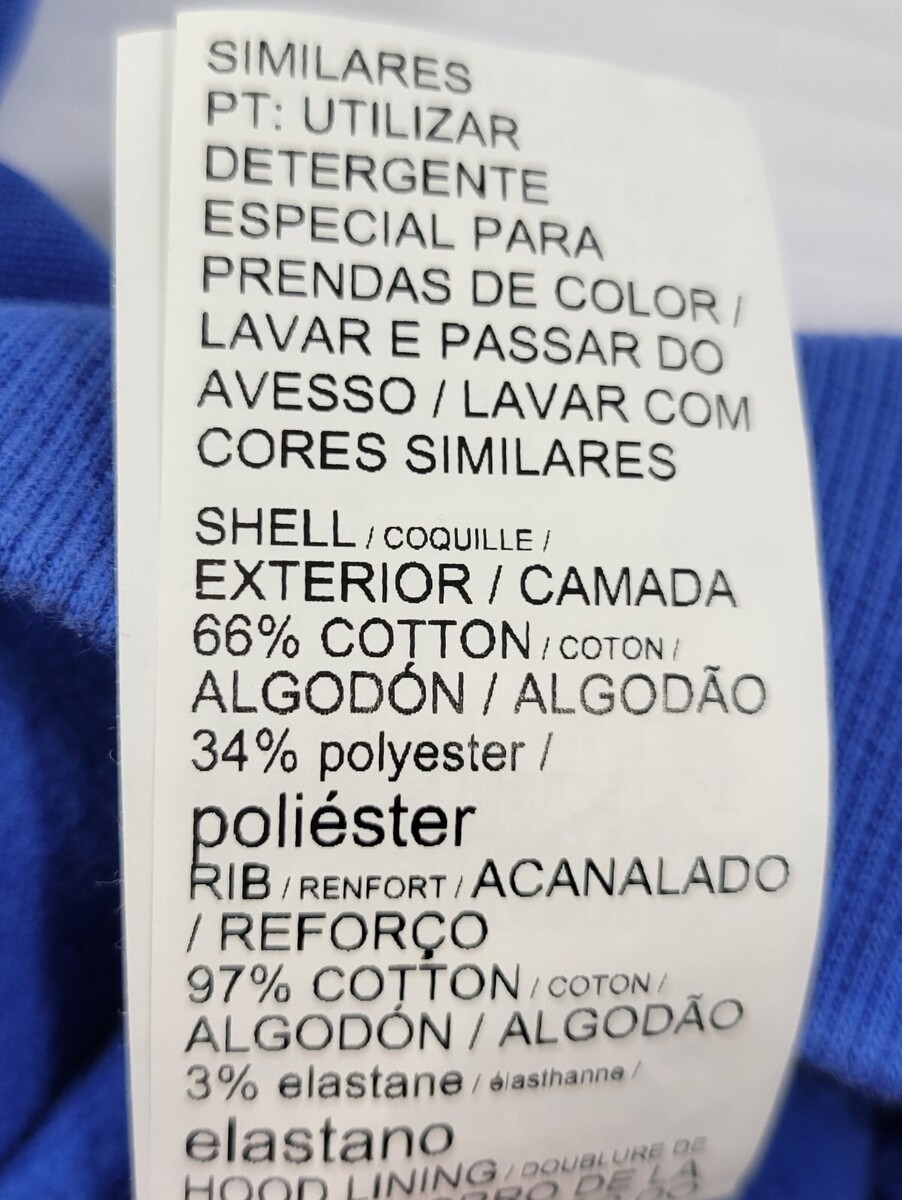 SIMILARES
PT: UTILIZAR
DETERGENTE
ESPECIAL PARA
PRENDAS DE COLOR /
LAVAR E PASSAR DO
AVESSO / LAVAR COM
CORES SIMILARES
SHELL / COQUILLE /
EXTERIOR / CAMADA
66% COTTON / COTON /
ALGODÓN / ALGODÃO
34% polyester /
poliéster
RIB / RENFORT / ACANALADO
/ REFORÇO
97% COTTON / COTON /
ALGODÓN / ALGODÃO
3% elastane / élasthanne /
elastano
HOOD LINING / DOUBLURE DE
DE LA